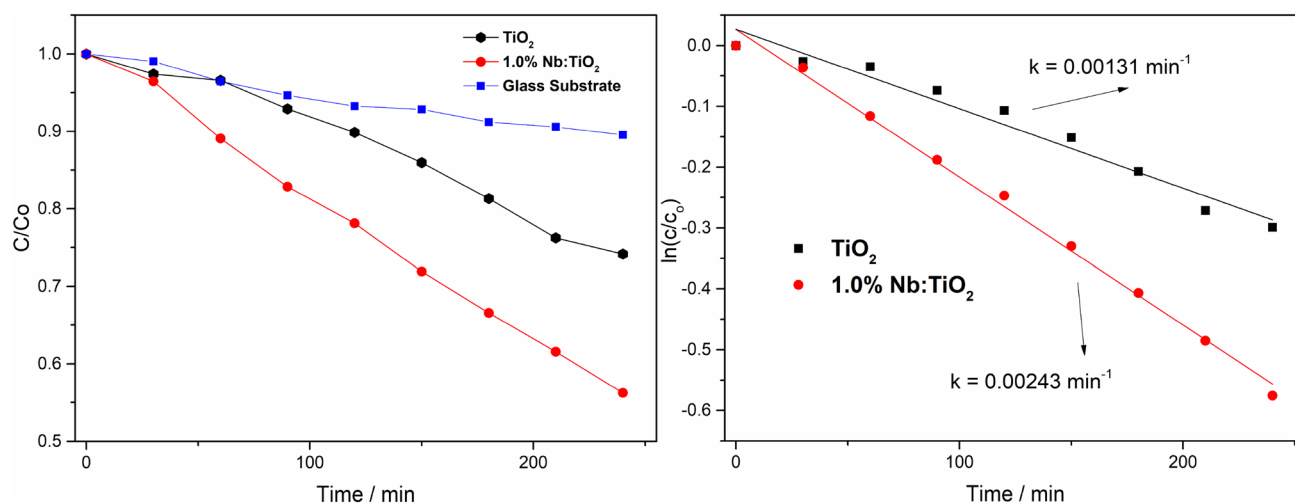 C/Co
1.0
0.9
0.8
0.7
0.6
0.5
TiO₂
1.0% Nb:TiO₂
Glass Substrate
0
100
200
Time / min
ln(c/c₀)
0.0
-0.1
-0.2
-0.3
-0.4
-0.5
-0.6
k = 0.00131 min⁻¹
TiO₂
1.0% Nb:TiO₂
k = 0.00243 min⁻¹
0
100
200
Time / min